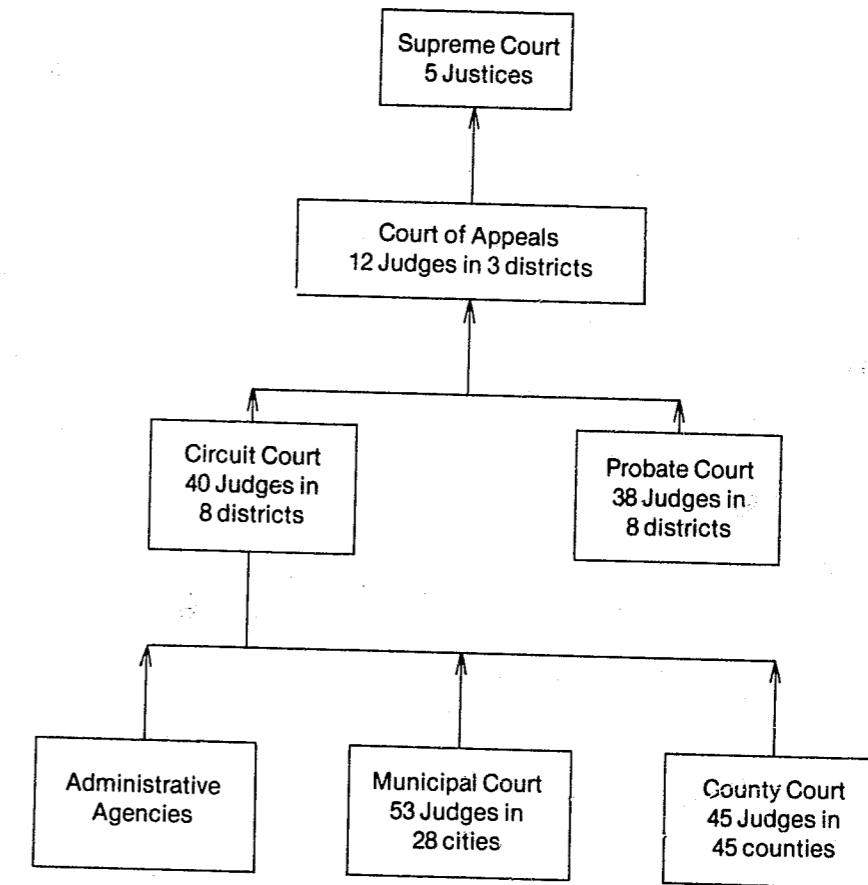 Supreme Court
5 Justices
Court of Appeals
12 Judges in 3 districts
Circuit Court
40 Judges in
8 districts
Probate Court
38 Judges in
8 districts
Administrative
Agencies
Municipal Court
53 Judges in
28 cities
County Court
45 Judges in
45 counties